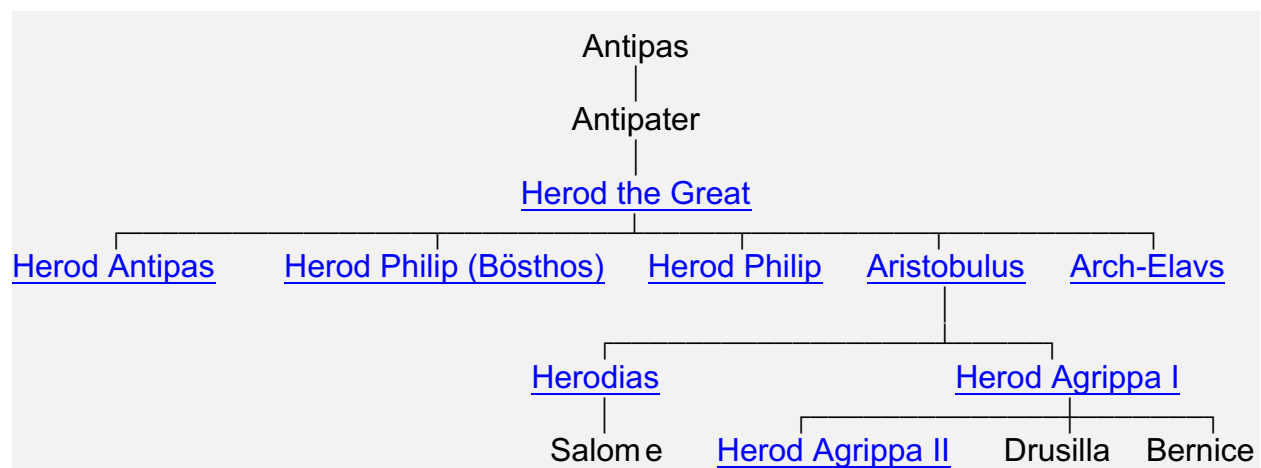 Antipas
Antipater
Herod the Great
Herod Antipas Herod Philip (Bösthos) Herod Philip Aristobulus Arch-Elavs
Herodias Herod Agrippa I
Salome Herod Agrippa II Drusilla Bernice